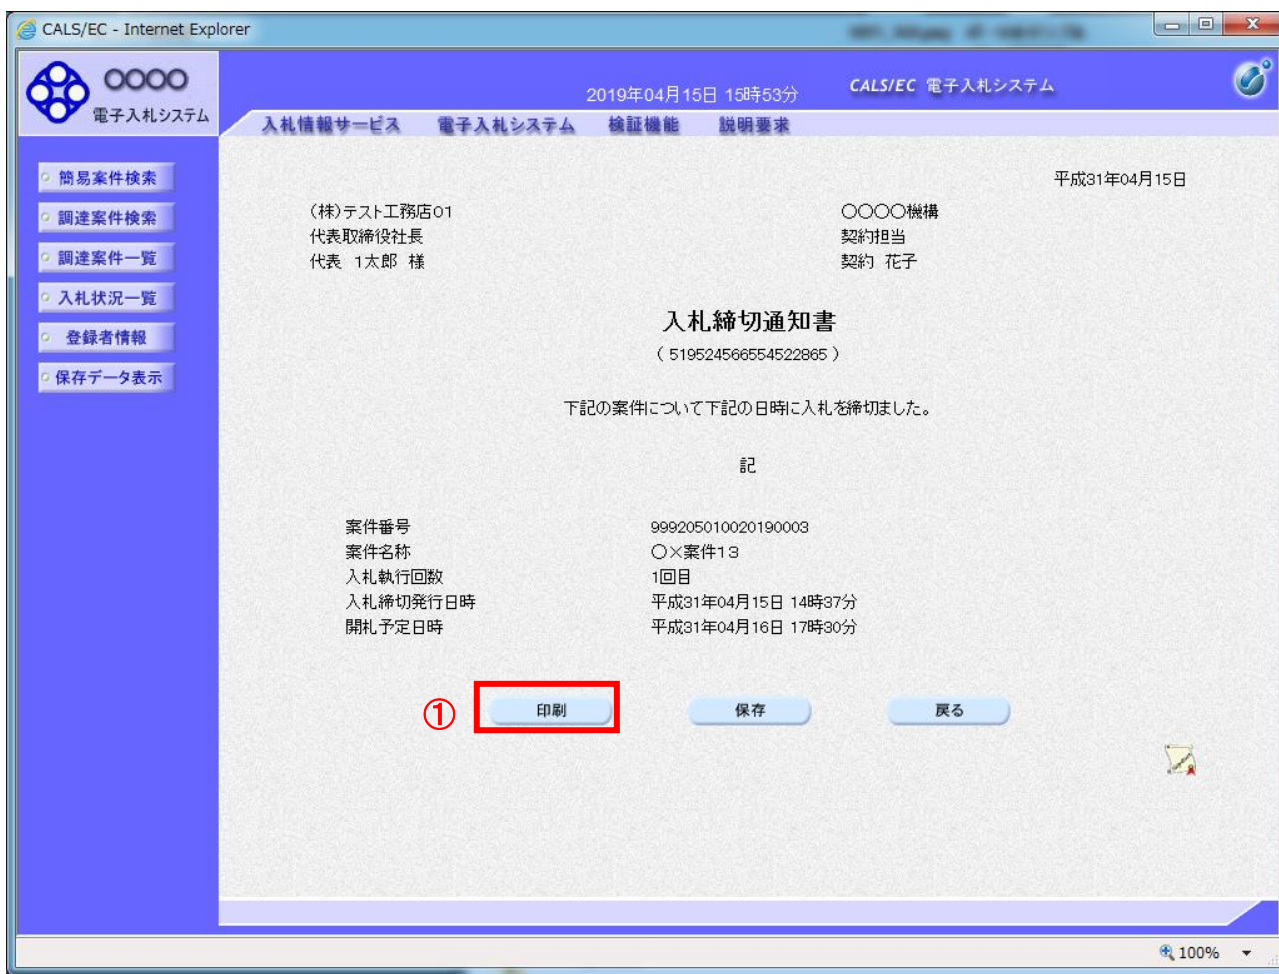 CALS/EC - Internet Explorer
〇〇〇〇
電子入札システム
2019年04月15日 15時53分
CALS/EC 電子入札システム
入札情報サービス 電子入札システム 検証機能 説明要求
簡易案件検索
調達案件検索
調達案件一覧
入札状況一覧
登録者情報
保存データ表示
平成31年04月15日
(株)テスト工務店01
代表取締役社長
代表 1太郎 様
〇〇〇〇機構
契約担当
契約 花子
入札締切通知書
( 519524566554522865 )
下記の案件について下記の日時に入札を締切ました。
記
案件番号 999205010020190003
案件名称 〇×案件13
入札執行回数 1回目
入札締切発行日時 平成31年04月15日 14時37分
開札予定日時 平成31年04月16日 17時30分
① 印刷 保存 戻る
100%